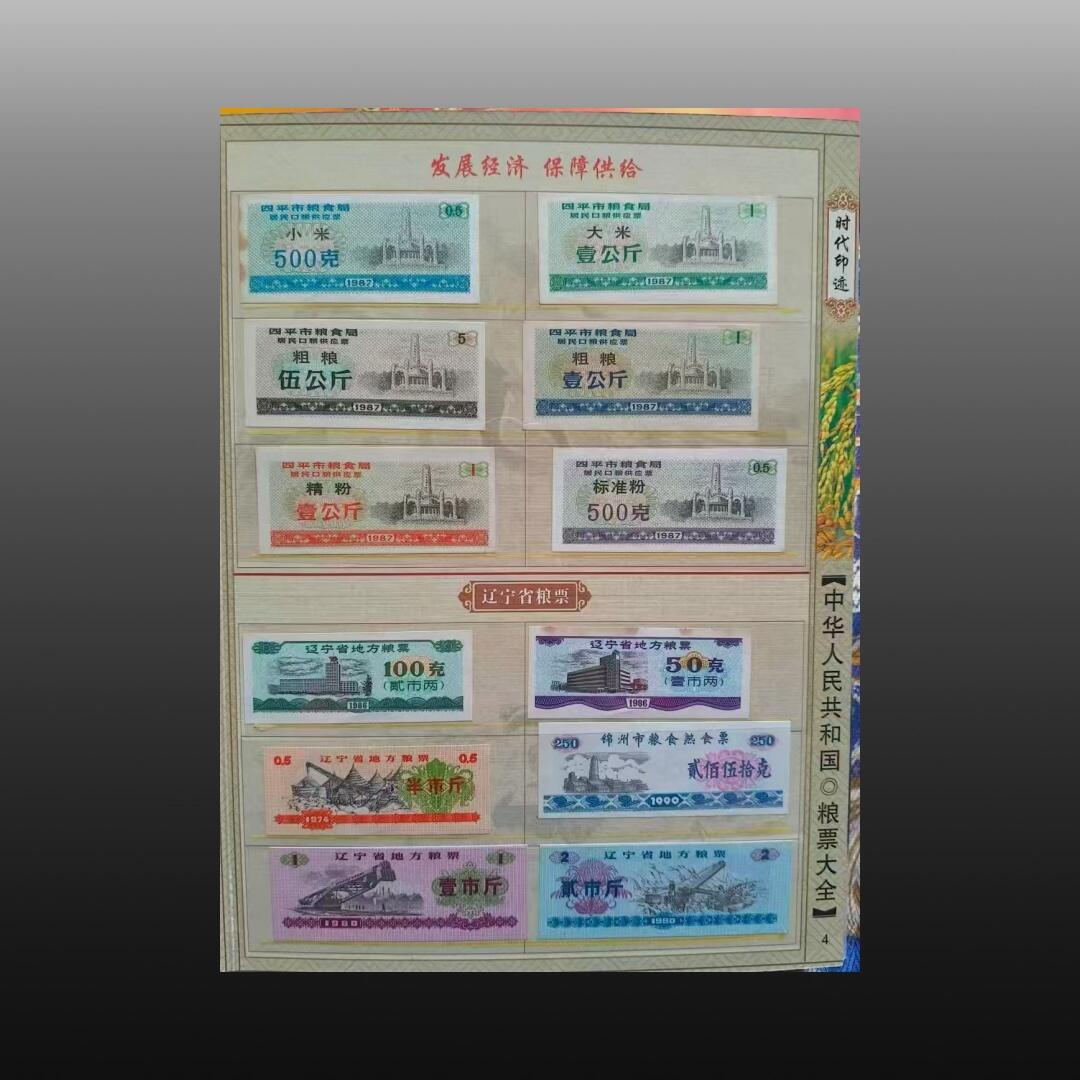 发展经济 保障供给
四平市粮食局 0.5
居民口粮供应票
小米
500克
1987
四平市粮食局 1
居民口粮供应票
大米
壹公斤
1987
四平市粮食局 5
居民口粮供应票
粗粮
伍公斤
1987
四平市粮食局 1
居民口粮供应票
粗粮
壹公斤
1987
四平市粮食局 1
居民口粮供应票
精粉
壹公斤
1987
四平市粮食局 0.5
居民口粮供应票
标准粉
500克
1987
辽宁省粮票
辽宁省地方粮票
100克
(贰市两)
1986
辽宁省地方粮票
50克
(壹市两)
1986
0.5 辽宁省地方粮票 0.5
半市斤
1974
250 锦州市粮食熟食票 250
贰佰伍拾克
1990
1 辽宁省地方粮票 1
壹市斤
1980
2 辽宁省地方粮票 2
贰市斤
1980
时代印迹
【中华人民共和国◎粮票大全】
4